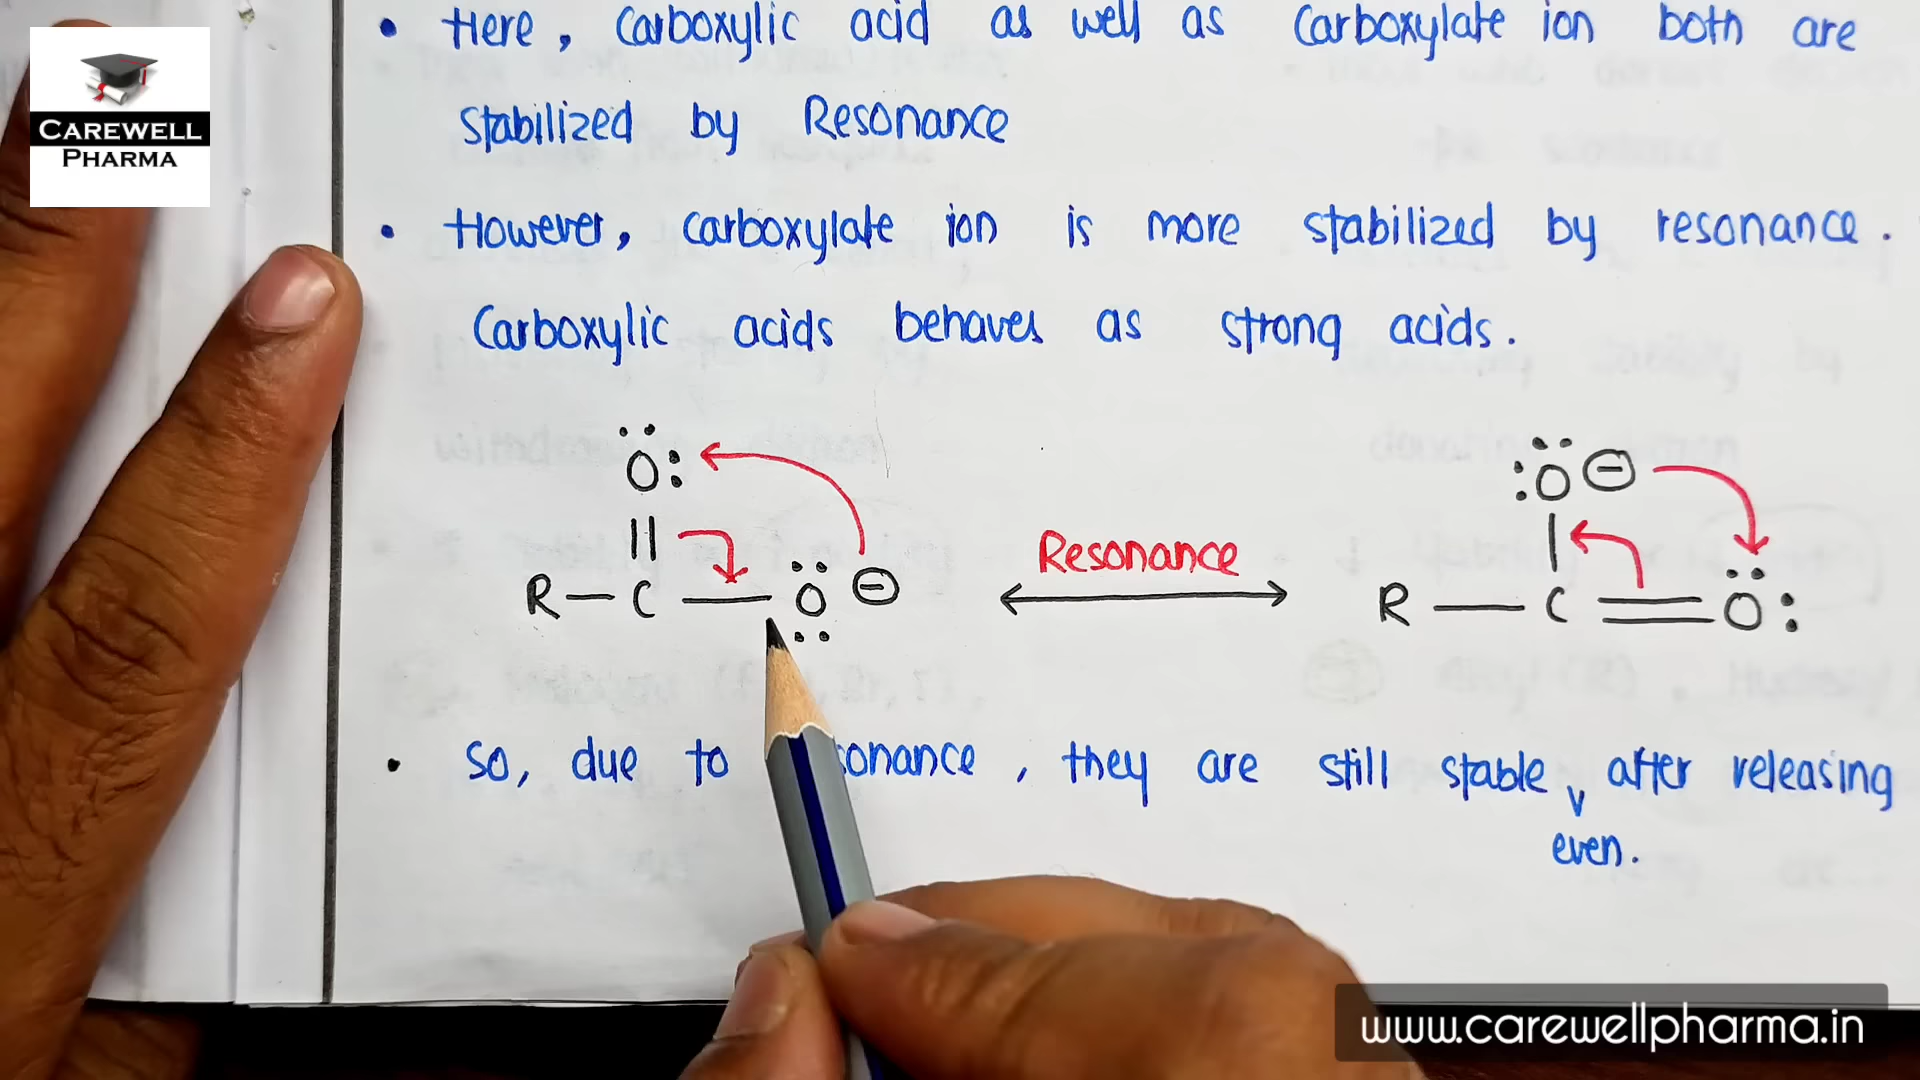 CAREWELL
PHARMA
• Here, Carboxylic acid as well as Carboxylate ion both are
stabilized by Resonance
• However, carboxylate ion is more stabilized by resonance.
Carboxylic acids behaves as strong acids.
O: :O ⊖
|| |
Resonance
R — C — O ⊖ R — C = O:
• So, due to sonance, they are still stable v after releasing
even.
www.carewellpharma.in